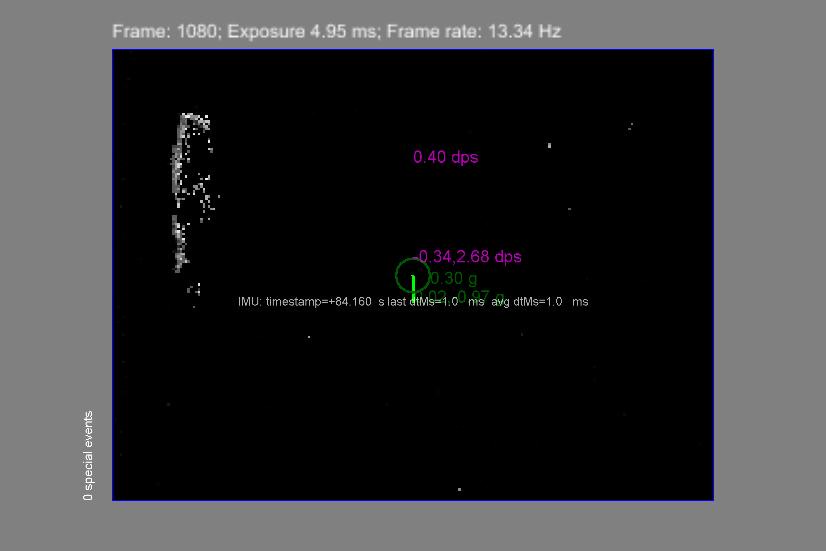 Frame: 1080; Exposure 4.95 ms; Frame rate: 13.34 Hz
0.40 dps
-0.34,2.68 dps
0.30 g
IMU: timestamp=+84.160 s last dtMs=1.0 ms avg dtMs=1.0 ms
0 special events